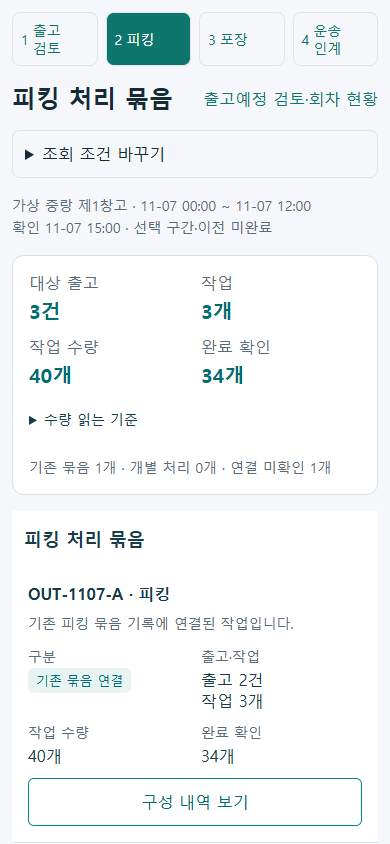 1 출고 검토
2 피킹
3 포장
4 운송 인계
피킹 처리 묶음
출고예정 검토·회차 현황
▶ 조회 조건 바꾸기
가상 중랑 제1창고 · 11-07 00:00 ~ 11-07 12:00
확인 11-07 15:00 · 선택 구간·이전 미완료
대상 출고 작업
3건 3개
작업 수량 완료 확인
40개 34개
▶ 수량 읽는 기준
기존 묶음 1개 · 개별 처리 0개 · 연결 미확인 1개
피킹 처리 묶음
OUT-1107-A · 피킹
기존 피킹 묶음 기록에 연결된 작업입니다.
구분 출고·작업
기존 묶음 연결 출고 2건
작업 3개
작업 수량 완료 확인
40개 34개
구성 내역 보기